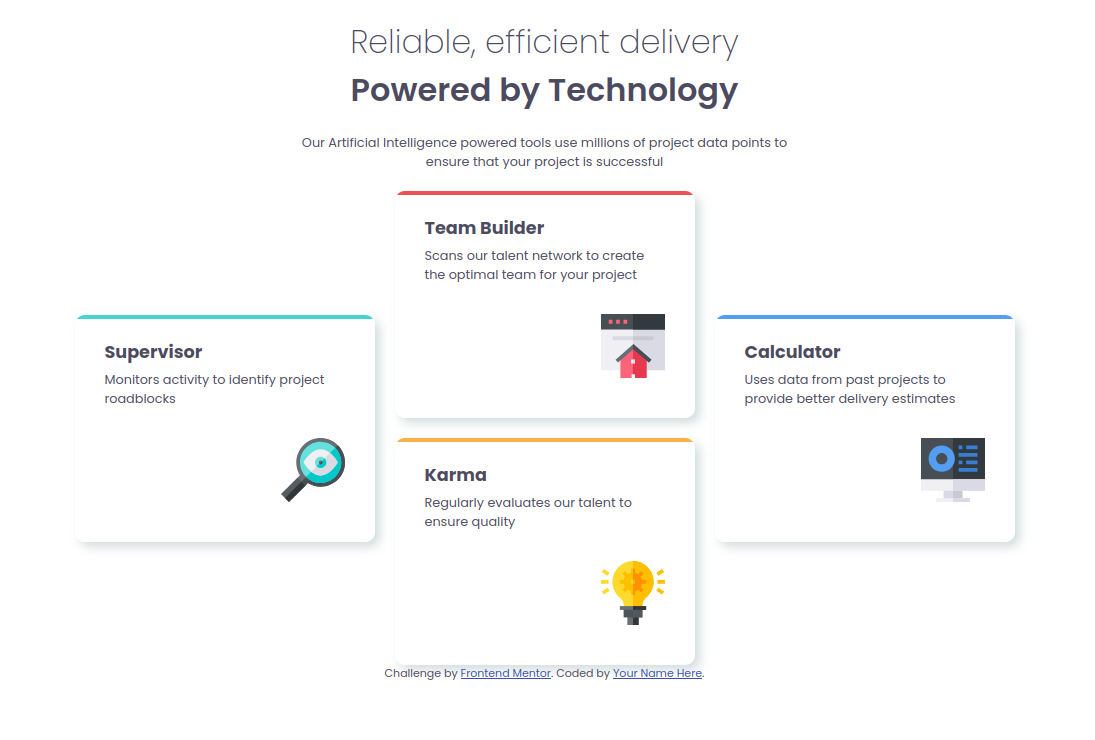 Reliable, efficient delivery
Powered by Technology
Our Artificial Intelligence powered tools use millions of project data points to
ensure that your project is successful
Team Builder
Scans our talent network to create
the optimal team for your project
Supervisor
Monitors activity to identify project
roadblocks
Calculator
Uses data from past projects to
provide better delivery estimates
Karma
Regularly evaluates our talent to
ensure quality
Challenge by Frontend Mentor. Coded by Your Name Here.